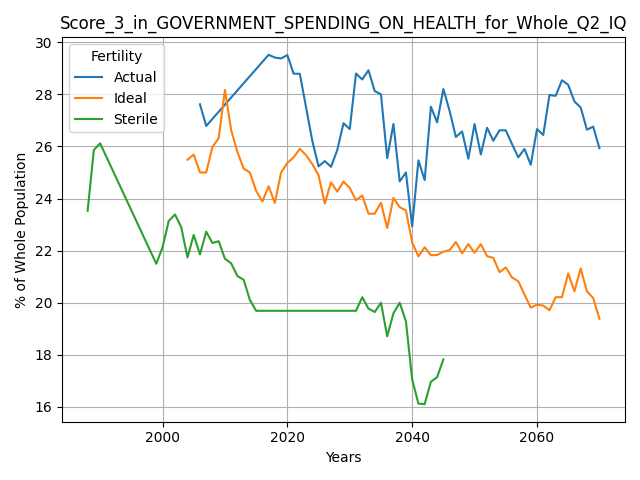 Score_3_in_GOVERNMENT_SPENDING_ON_HEALTH_for_Whole_Q2_IQ
Fertility
Actual
Ideal
Sterile
% of Whole Population
30
28
26
24
22
20
18
16
2000 2020 2040 2060
Years